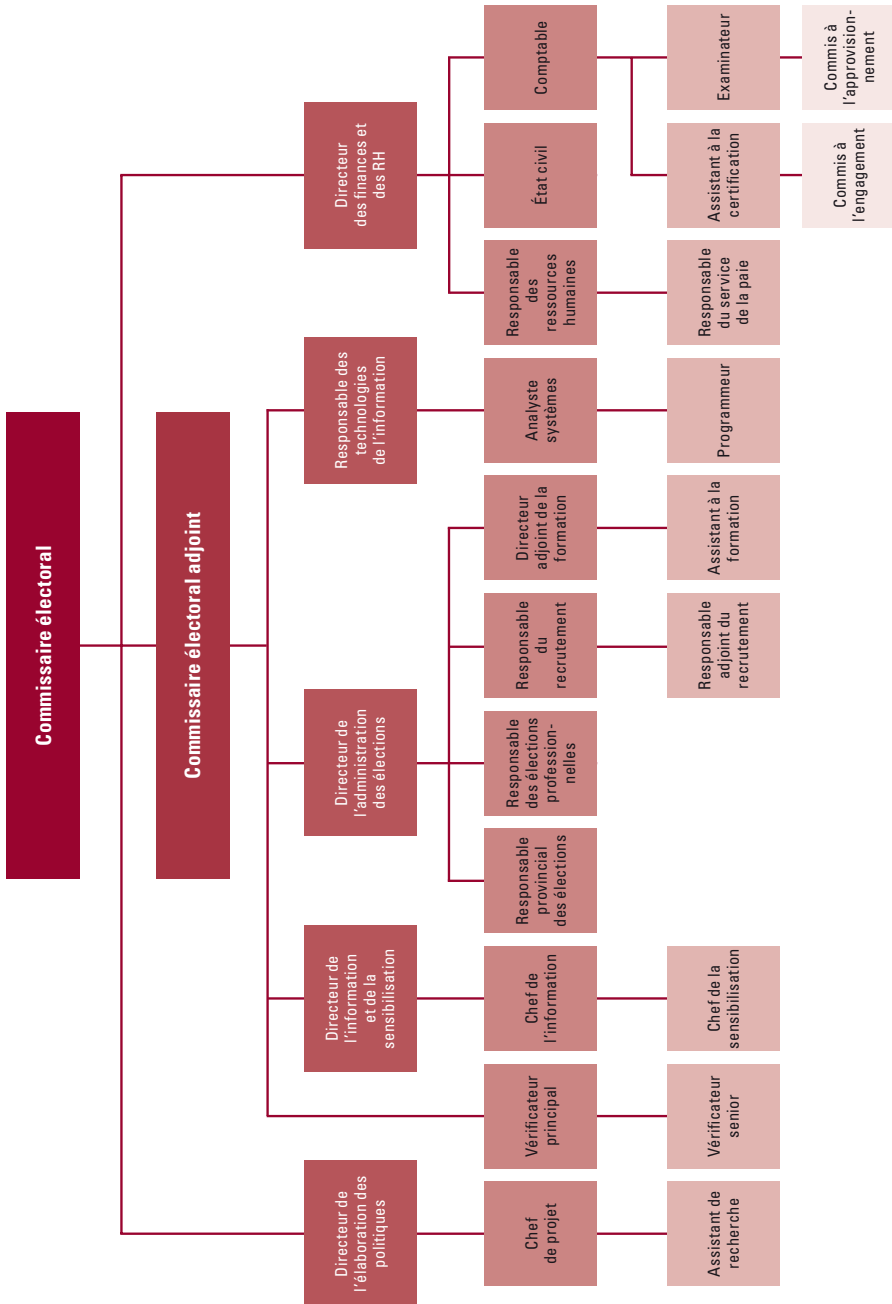 Commissaire électoral
Commissaire électoral adjoint
Directeur de
l'élaboration des
politiques
Directeur de
l'information
et de la
sensibilisation
Directeur de
l'administration
des élections
Responsable des
technologies
de l'information
Directeur
des finances et
des RH
Chef
de projet
Vérificateur
principal
Chef de
l'information
Responsable
provincial
des élections
Responsable
des élections
profession-
nelles
Responsable
du
recrutement
Directeur
adjoint de la
formation
Analyste
systèmes
Responsable
des
ressources
humaines
État civil
Comptable
Assistant de
recherche
Vérificateur
senior
Chef de la
sensibilisation
Responsable
adjoint du
recrutement
Assistant à la
formation
Programmeur
Responsable
du service
de la paie
Assistant à la
certification
Examinateur
Commis à
l'engagement
Commis à
l'approvision-
nement